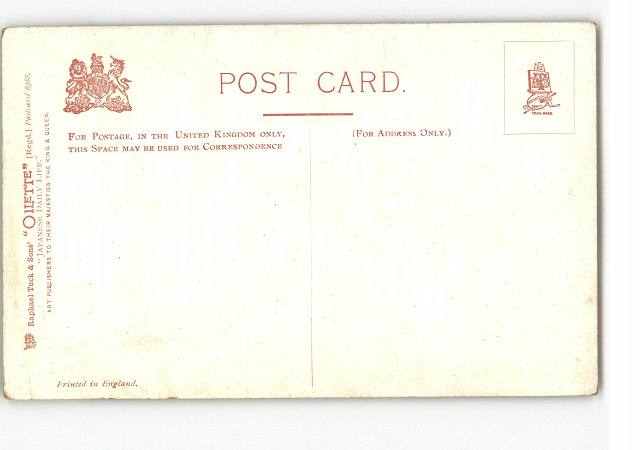 POST CARD.
FOR POSTAGE, IN THE UNITED KINGDOM ONLY,
THIS SPACE MAY BE USED FOR CORRESPONDENCE
(FOR ADDRESS ONLY.)
TRADE MARK
Raphael Tuck & Sons' "OILETTE" [Regd.] Postcard
"JAPANESE DAILY LIFE."
ART PUBLISHERS TO THEIR MAJESTIES THE KING & QUEEN.
Printed in England.